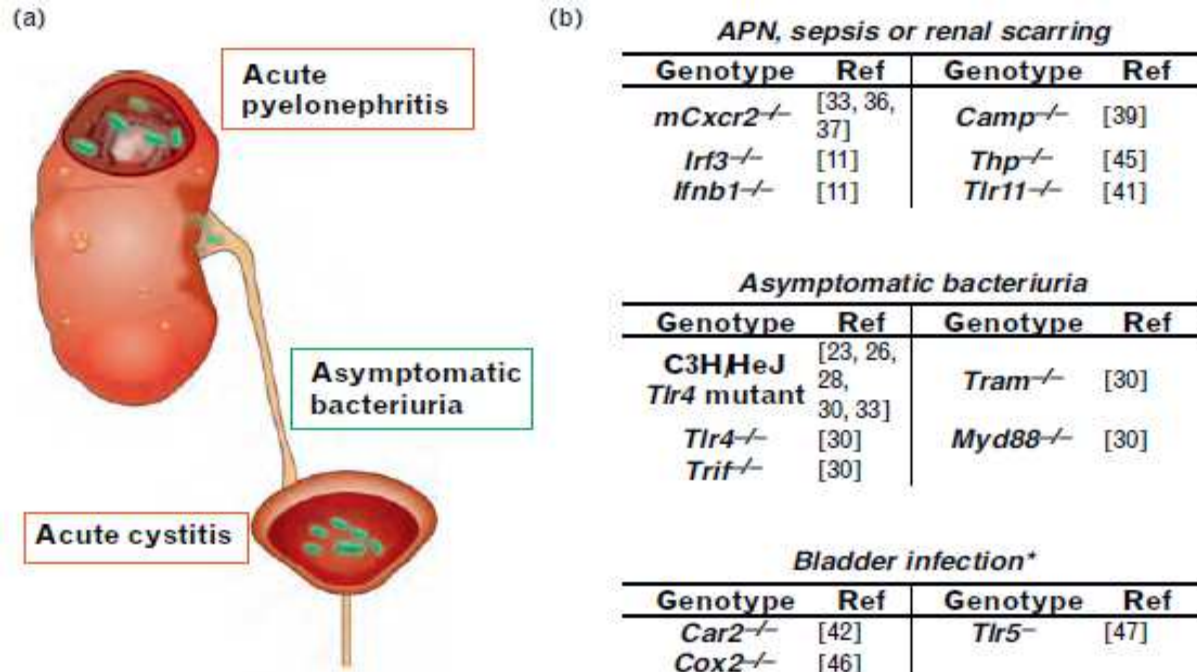 (a)
Acute
pyelonephritis
Asymptomatic
bacteriuria
Acute cystitis
(b)
APN, sepsis or renal scarring
Genotype Ref Genotype Ref
mCxcr2–/– [33, 36, 37] Camp–/– [39]
Irf3–/– [11] Thp–/– [45]
Ifnb1–/– [11] Tlr11–/– [41]
Asymptomatic bacteriuria
Genotype Ref Genotype Ref
C3H/HeJ
Tlr4 mutant [23, 26, 28, 30, 33] Tram–/– [30]
Tlr4–/– [30] Myd88–/– [30]
Trif–/– [30]
Bladder infection*
Genotype Ref Genotype Ref
Car2–/– [42] Tlr5– [47]
Cox2–/– [46]